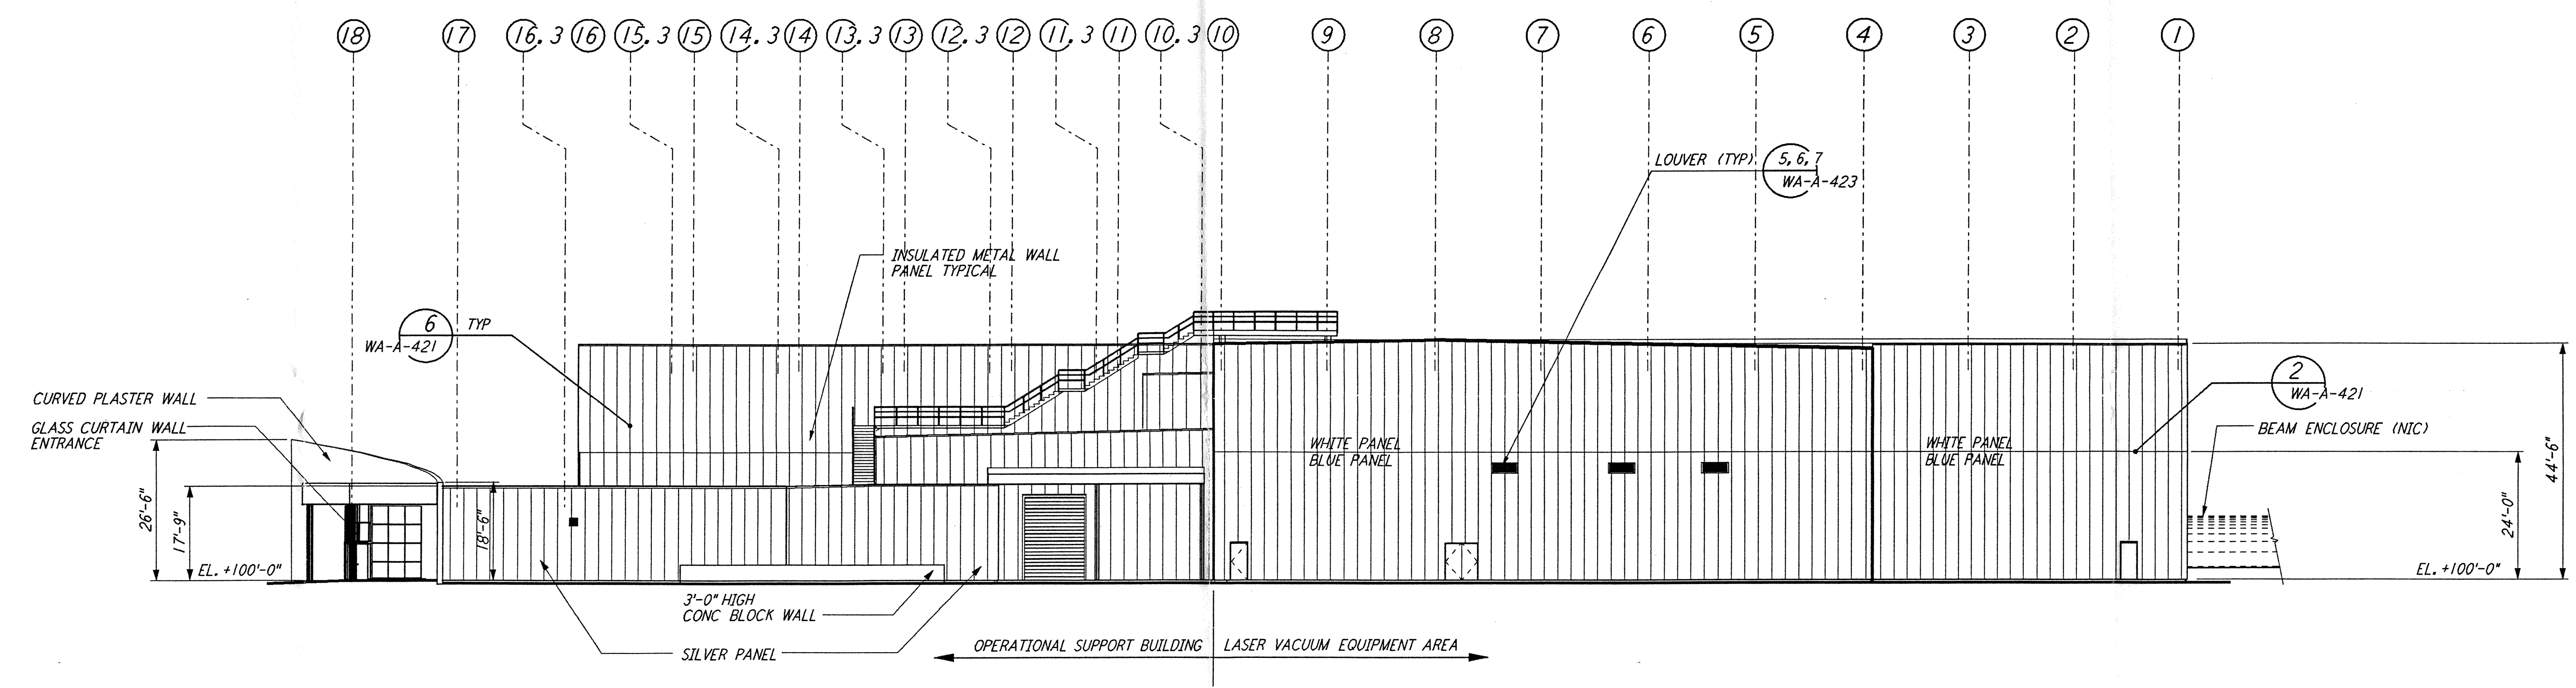 18 17 16.3 16 15.3 15 14.3 14 13.3 13 12.3 12 11.3 11 10.3 10 9 8 7 6 5 4 3 2 1
LOUVER (TYP)
5, 6, 7
WA-A-423
INSULATED METAL WALL
PANEL TYPICAL
6
TYP
WA-A-421
2
WA-A-421
CURVED PLASTER WALL
GLASS CURTAIN WALL
ENTRANCE
BEAM ENCLOSURE (NIC)
WHITE PANEL
BLUE PANEL
WHITE PANEL
BLUE PANEL
26'-6"
17'-9"
18'-6"
44'-6"
24'-0"
EL. +100'-0"
EL. +100'-0"
3'-0" HIGH
CONC BLOCK WALL
SILVER PANEL
OPERATIONAL SUPPORT BUILDING
LASER VACUUM EQUIPMENT AREA